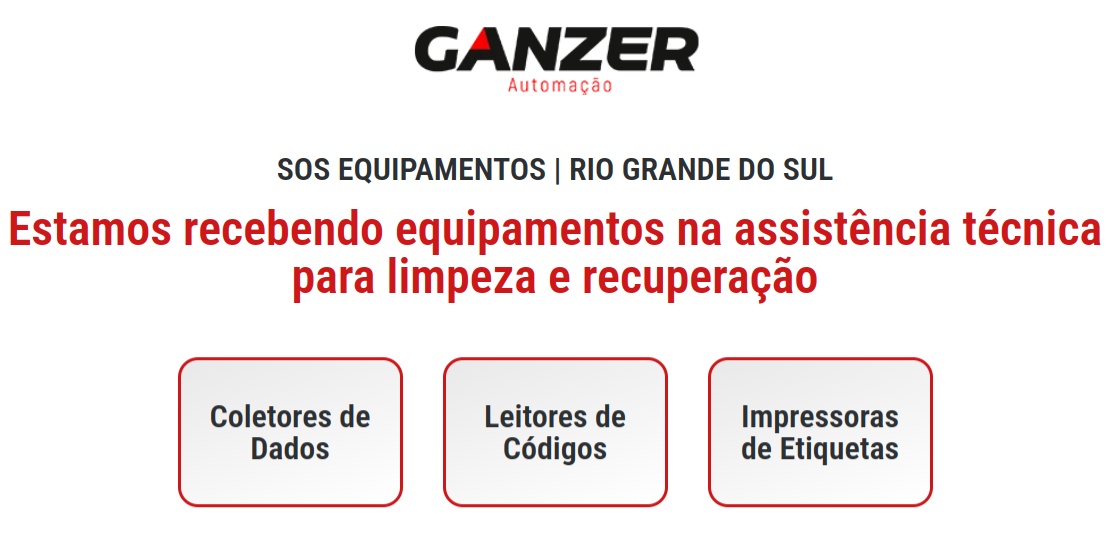 GANZER
Automação
SOS EQUIPAMENTOS | RIO GRANDE DO SUL
Estamos recebendo equipamentos na assistência técnica
para limpeza e recuperação
Coletores de
Dados
Leitores de
Códigos
Impressoras
de Etiquetas